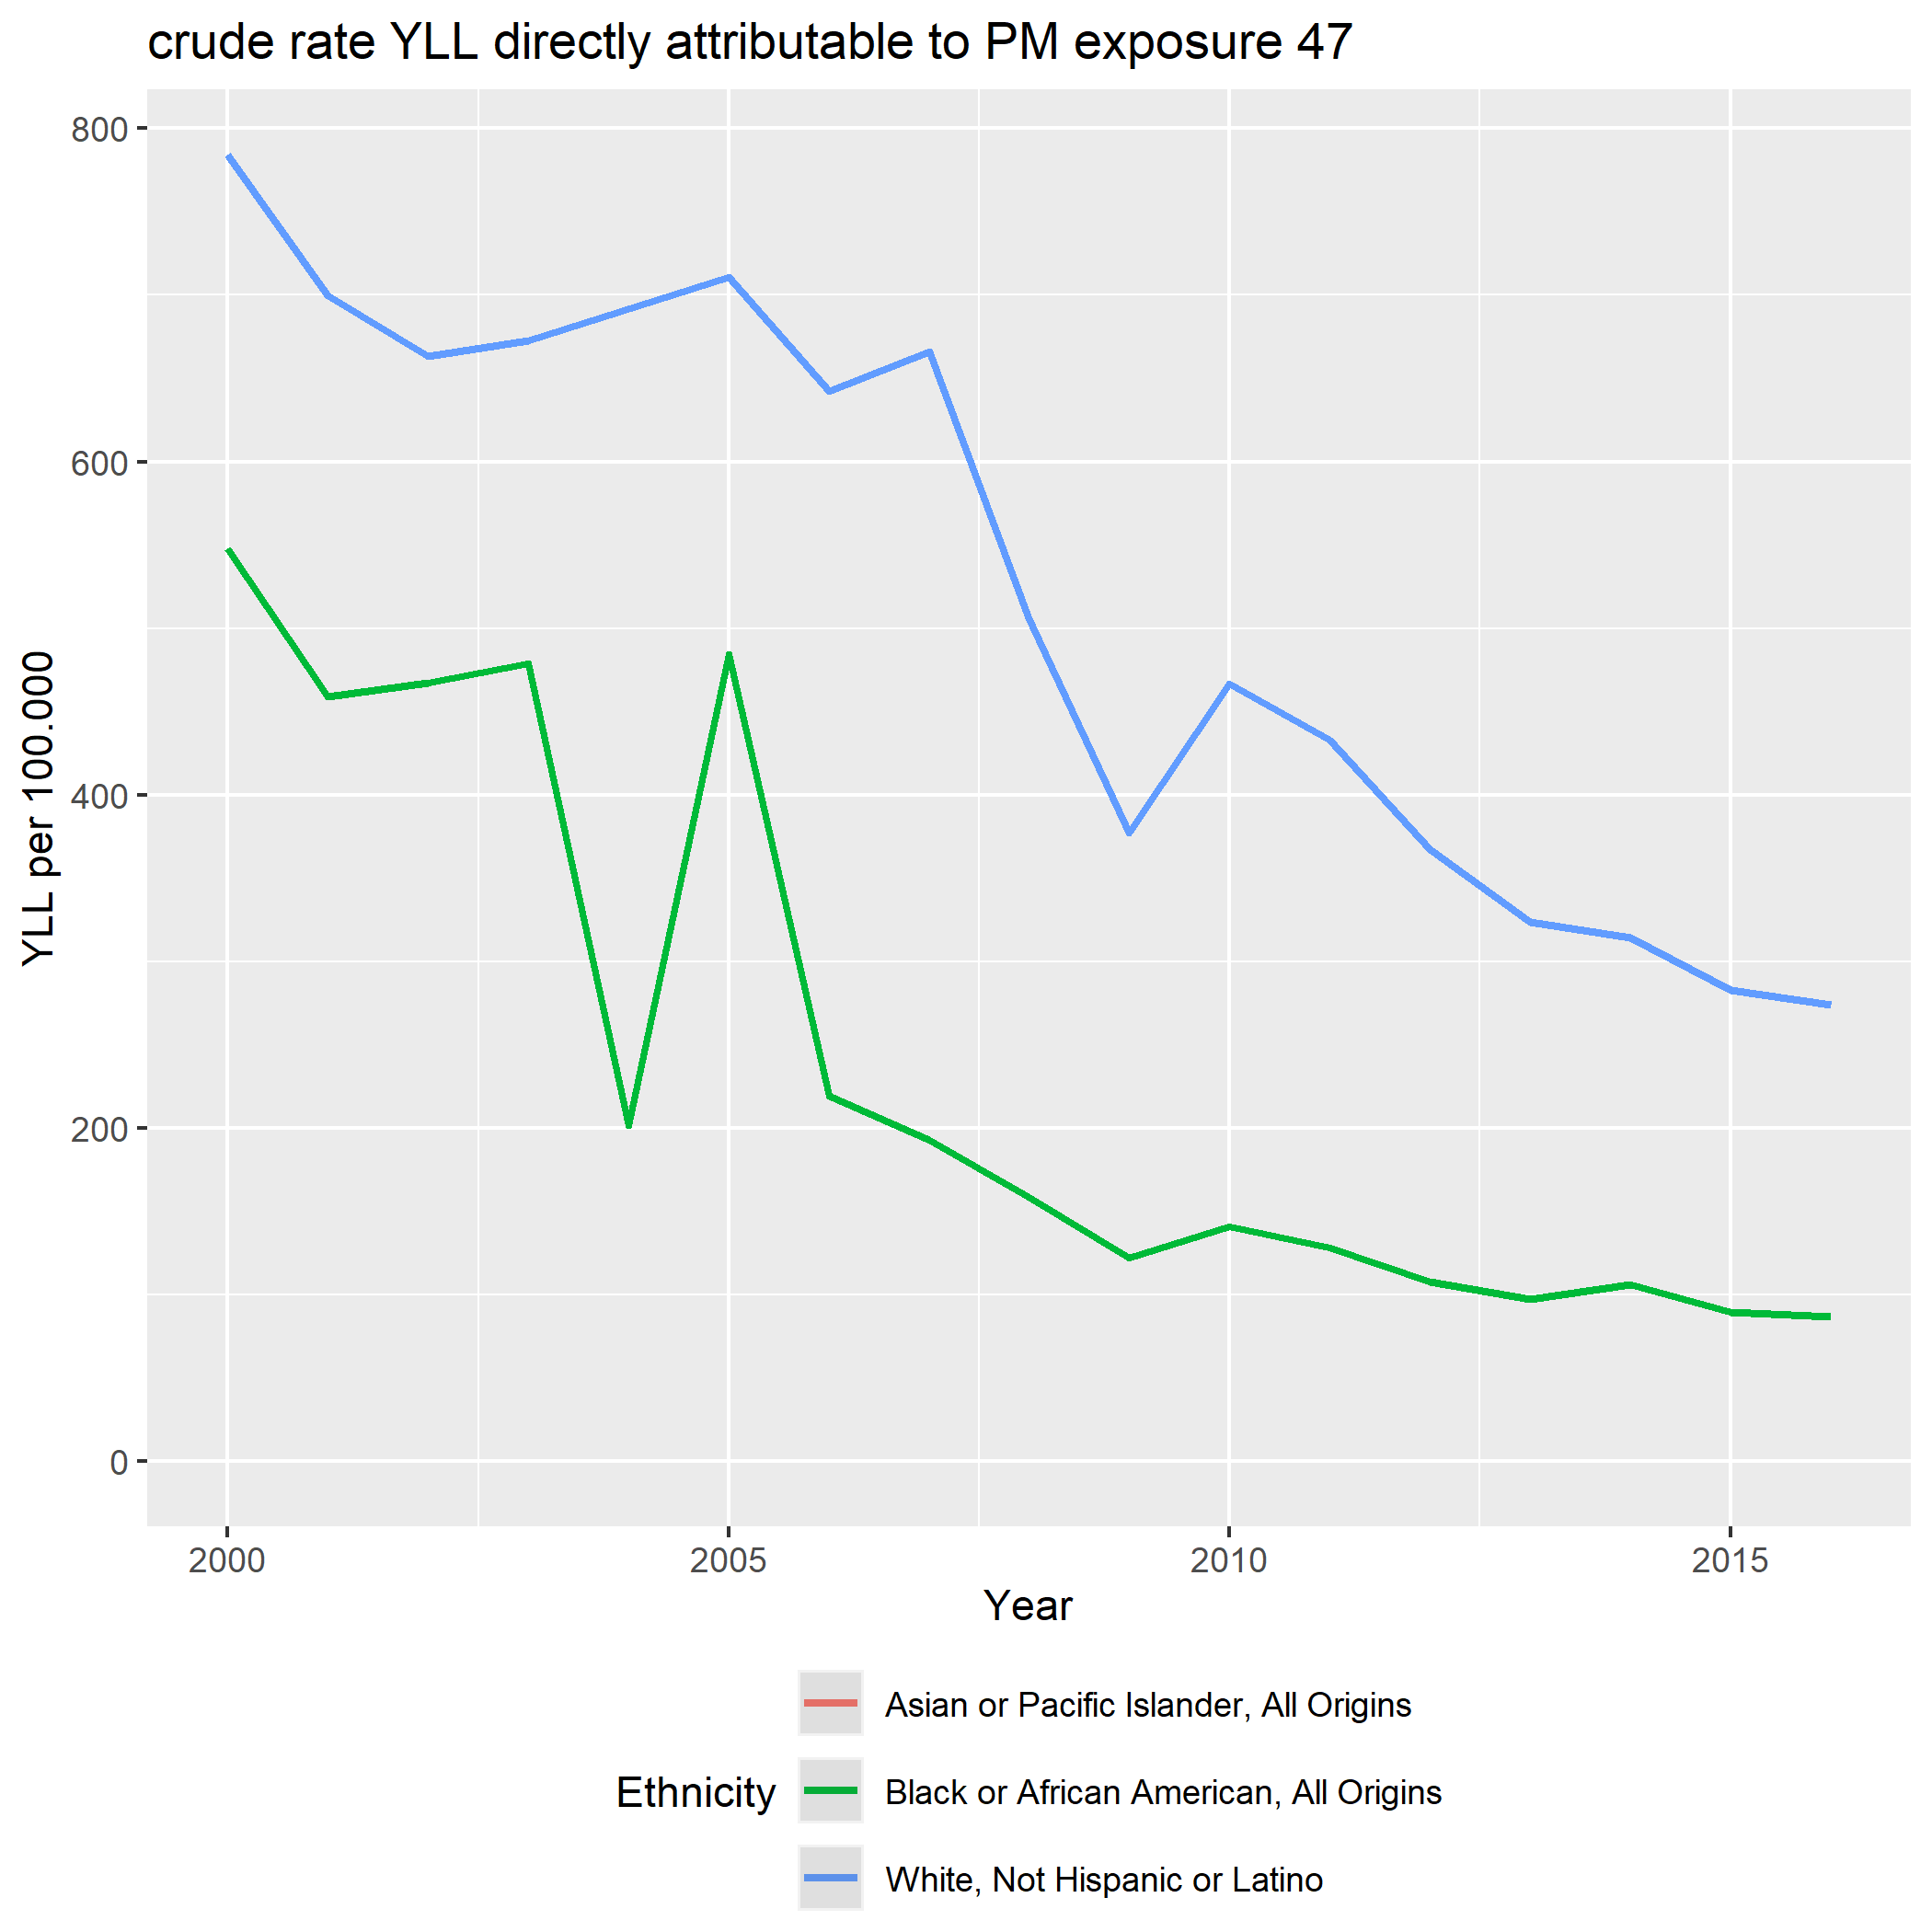 crude rate YLL directly attributable to PM exposure 47
800
600
400
200
0
YLL per 100.000
2000 2005 2010 2015
Year
Ethnicity
Asian or Pacific Islander, All Origins
Black or African American, All Origins
White, Not Hispanic or Latino